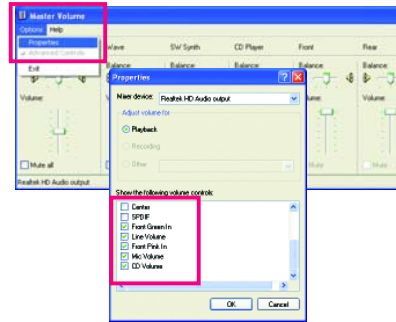 Master Volume
Options Help
Properties
Advanced Controls
Exit
Wave
SW Synth
CD Player
Front
Rear
Balance:
Balance:
Balance:
Balance:
Balance:
Volume:
Volume:
Mute all
Mute
Mute
Realtek HD Audio output
Properties
Mixer device:
Realtek HD Audio output
Adjust volume for
Playback
Recording
Other
Show the following volume controls:
Center
SPDIF
Front Green In
Line Volume
Front Pink In
Mic Volume
CD Volume
OK
Cancel